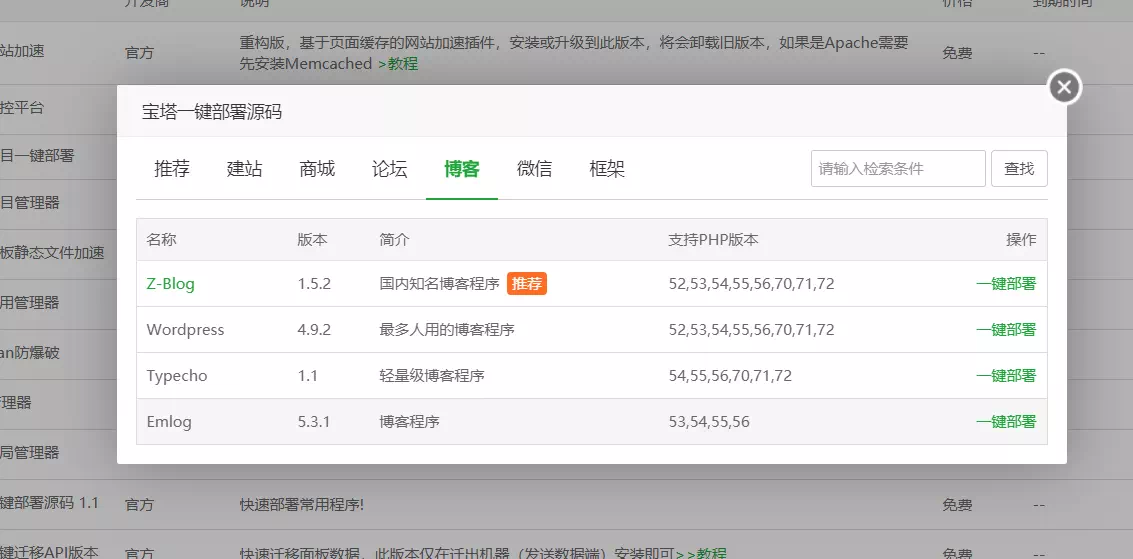 开发商 说明 价格 到期时间
站加速 官方 重构版，基于页面缓存的网站加速插件，安装或升级到此版本，将会卸载旧版本，如果是Apache需要 免费 --
先安装Memcached >教程
控平台
宝塔一键部署源码
目一键部署
推荐 建站 商城 论坛 博客 微信 框架 请输入检索条件 查找
目管理器
名称 版本 简介 支持PHP版本 操作
板静态文件加速
Z-Blog 1.5.2 国内知名博客程序 推荐 52,53,54,55,56,70,71,72 一键部署
用管理器
Wordpress 4.9.2 最多人用的博客程序 52,53,54,55,56,70,71,72 一键部署
an防爆破
Typecho 1.1 轻量级博客程序 54,55,56,70,71,72 一键部署
管理器
Emlog 5.3.1 博客程序 53,54,55,56 一键部署
局管理器
键部署源码 1.1 官方 快速部署常用程序! 免费 --
键迁移API版本 官方 快速迁移面板数据，此版本仅在迁出机器（发送数据端）安装即可>>教程 免费 --